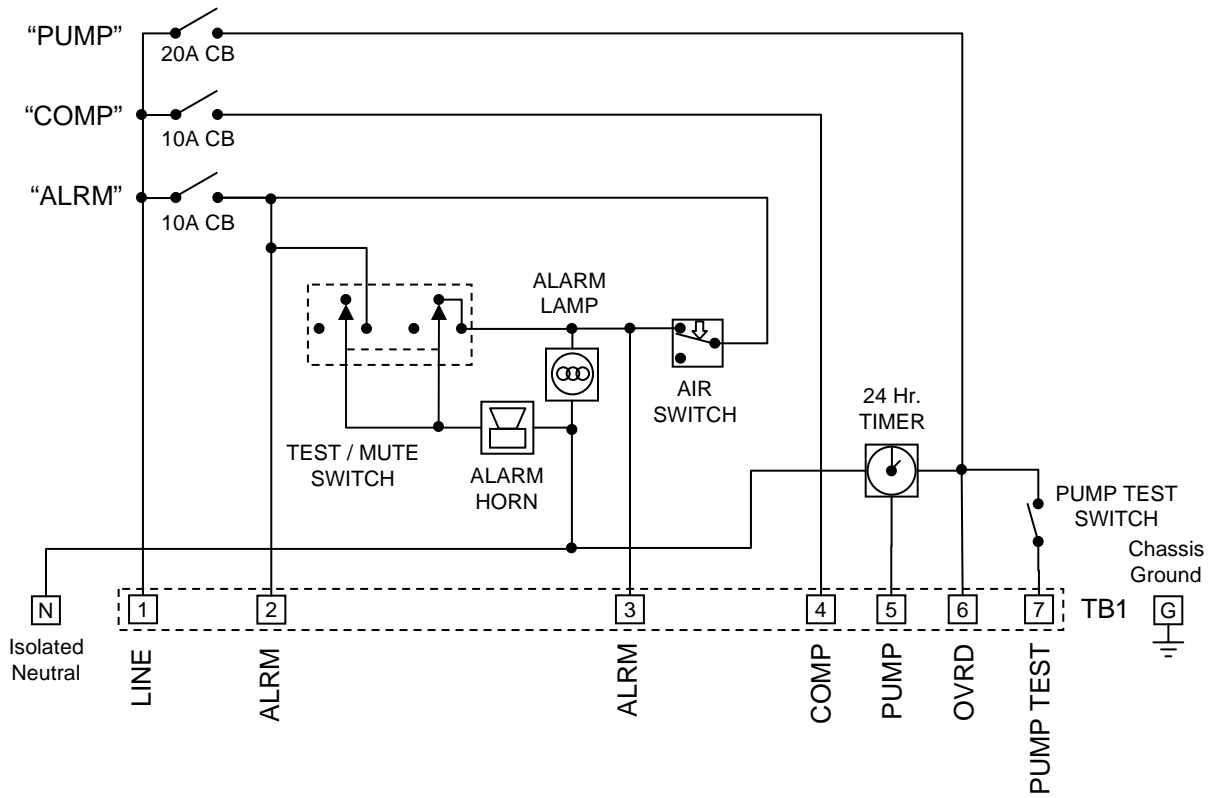 “PUMP”
20A CB
“COMP”
10A CB
“ALRM”
10A CB
ALARM
LAMP
AIR
SWITCH
24 Hr.
TIMER
TEST / MUTE
SWITCH
ALARM
HORN
PUMP TEST
SWITCH
Chassis
Ground
N
1
2
3
4
5
6
7
TB1
G
Isolated
Neutral
LINE
ALRM
ALRM
COMP
PUMP
OVRD
PUMP TEST